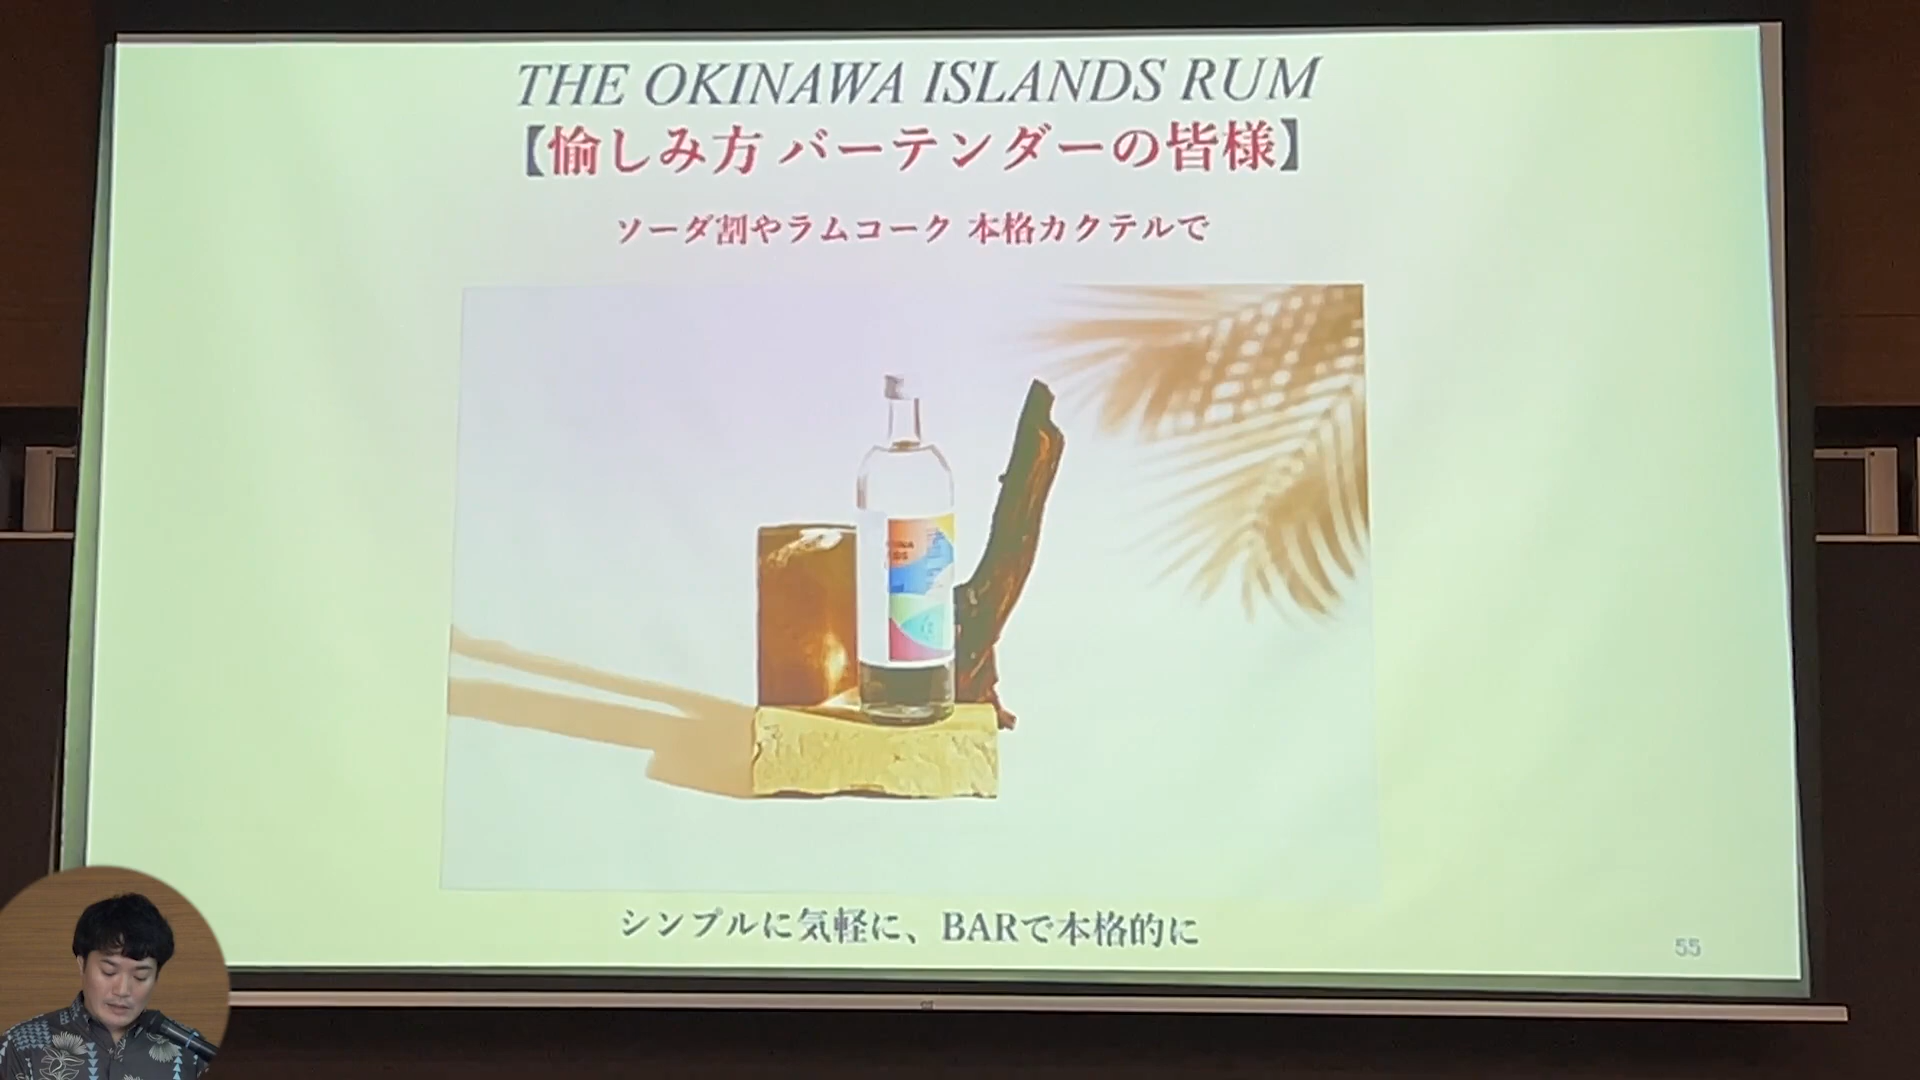 THE OKINAWA ISLANDS RUM
【愉しみ方 バーテンダーの皆様】
ソーダ割やラムコーク 本格カクテルで
シンプルに気軽に、BARで本格的に
55